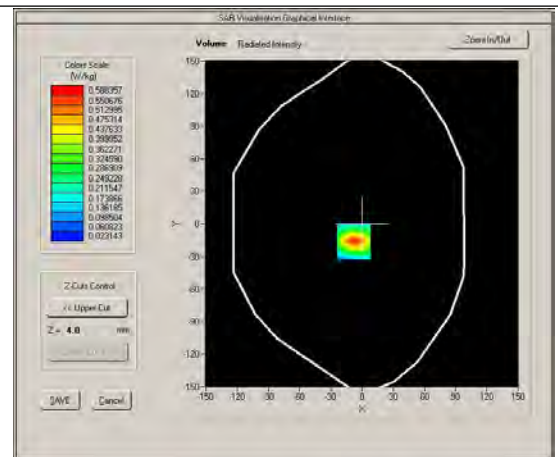 SAR Visualisation Graphical Interface
Volume Radiated Intensity
Zoom In/Out
Colors Scale
(W/kg)
0.588357
0.550676
0.512995
0.475314
0.437633
0.399952
0.362271
0.324590
0.286909
0.249228
0.211547
0.173866
0.136185
0.098504
0.060823
0.023143
Z-Cuts Control
<< Upper Cut
Z = 4.0 mm
SAVE
Cancel
150-
120-
90-
60-
30-
0-
-30-
-60-
-90-
-120-
-150-
Y
-150 -120 -90 -60 -30 0 30 60 90 120 150
X